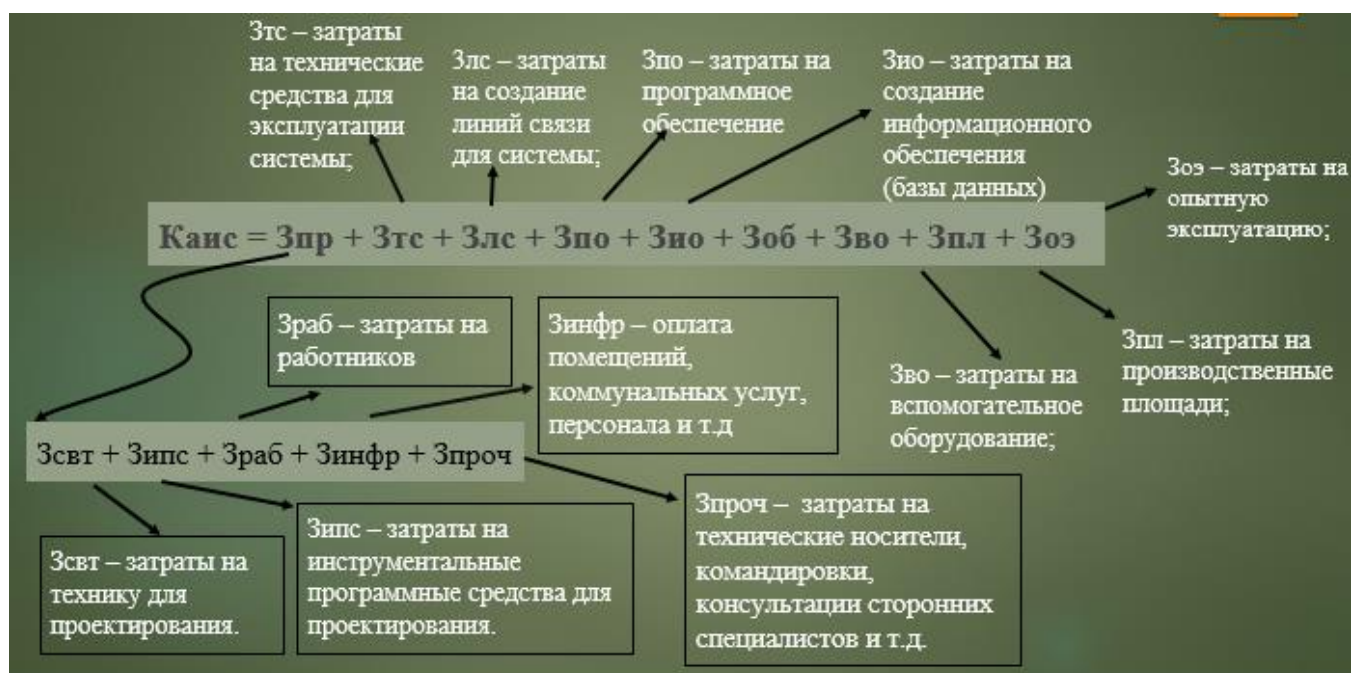 Зтс – затраты
на технические
средства для
эксплуатации
системы;
Злс – затраты
на создание
линий связи
для системы;
Зпо – затраты на
программное
обеспечение
Зио – затраты на
создание
информационного
обеспечения
(базы данных)
Зоэ – затраты на
опытную
эксплуатацию;
Каис = Зпр + Зтс + Злс + Зпо + Зио + Зоб + Зво + Зпл + Зоэ
Зраб – затраты на
работников
Зинфр – оплата
помещений,
коммунальных услуг,
персонала и т.д
Зво – затраты на
вспомогательное
оборудование;
Зпл – затраты на
производственные
площади;
Зсвт + Зипс + Зраб + Зинфр + Зпроч
Зсвт – затраты на
технику для
проектирования.
Зипс – затраты на
инструментальные
программные средства для
проектирования.
Зпроч – затраты на
технические носители,
командировки,
консультации сторонних
специалистов и т.д.